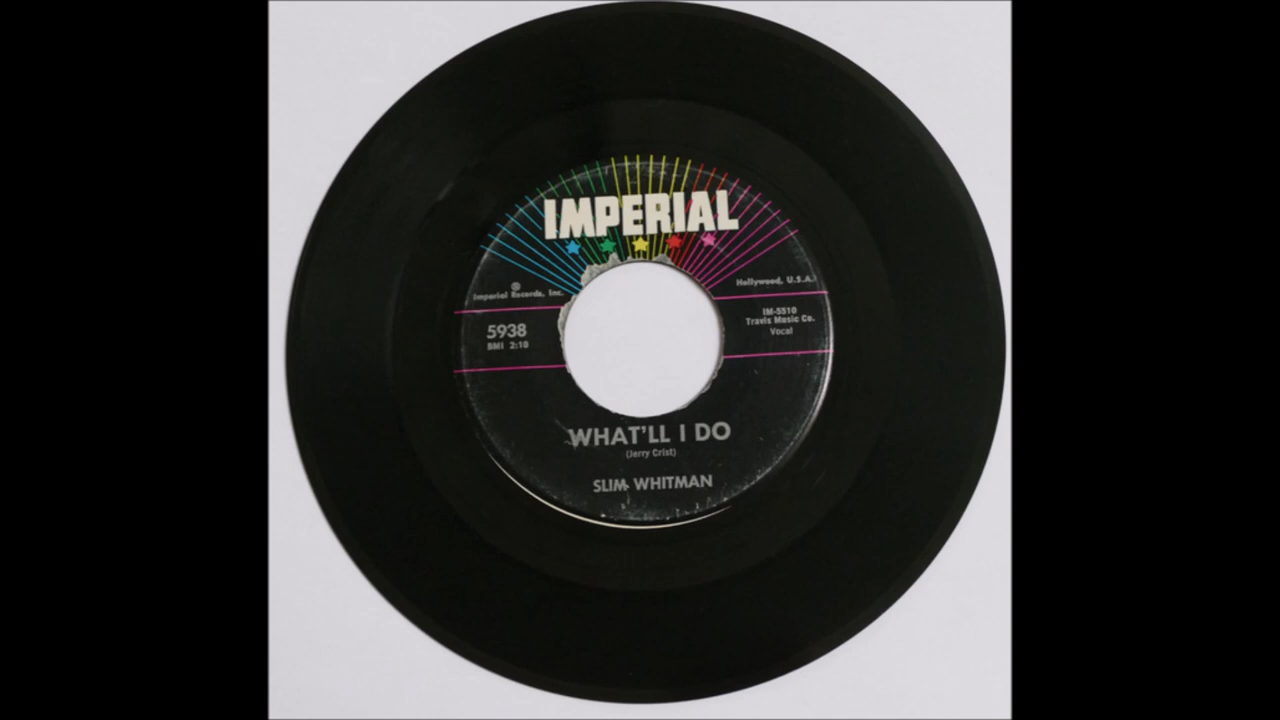 IMPERIAL
℗
Imperial Records, Inc.
Hollywood, U.S.A.
5938
BMI 2:10
IM-5510
Travis Music Co.
Vocal
WHAT'LL I DO
(Jerry Crist)
SLIM WHITMAN